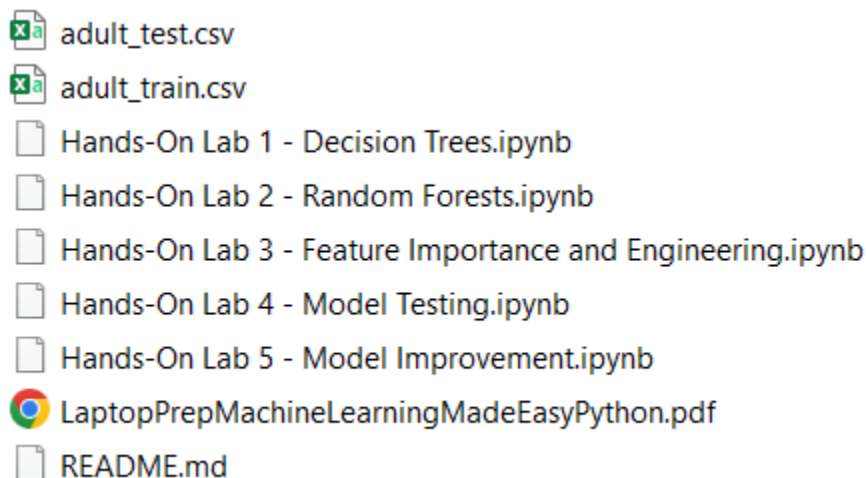 adult_test.csv
adult_train.csv
Hands-On Lab 1 - Decision Trees.ipynb
Hands-On Lab 2 - Random Forests.ipynb
Hands-On Lab 3 - Feature Importance and Engineering.ipynb
Hands-On Lab 4 - Model Testing.ipynb
Hands-On Lab 5 - Model Improvement.ipynb
LaptopPrepMachineLearningMadeEasyPython.pdf
README.md